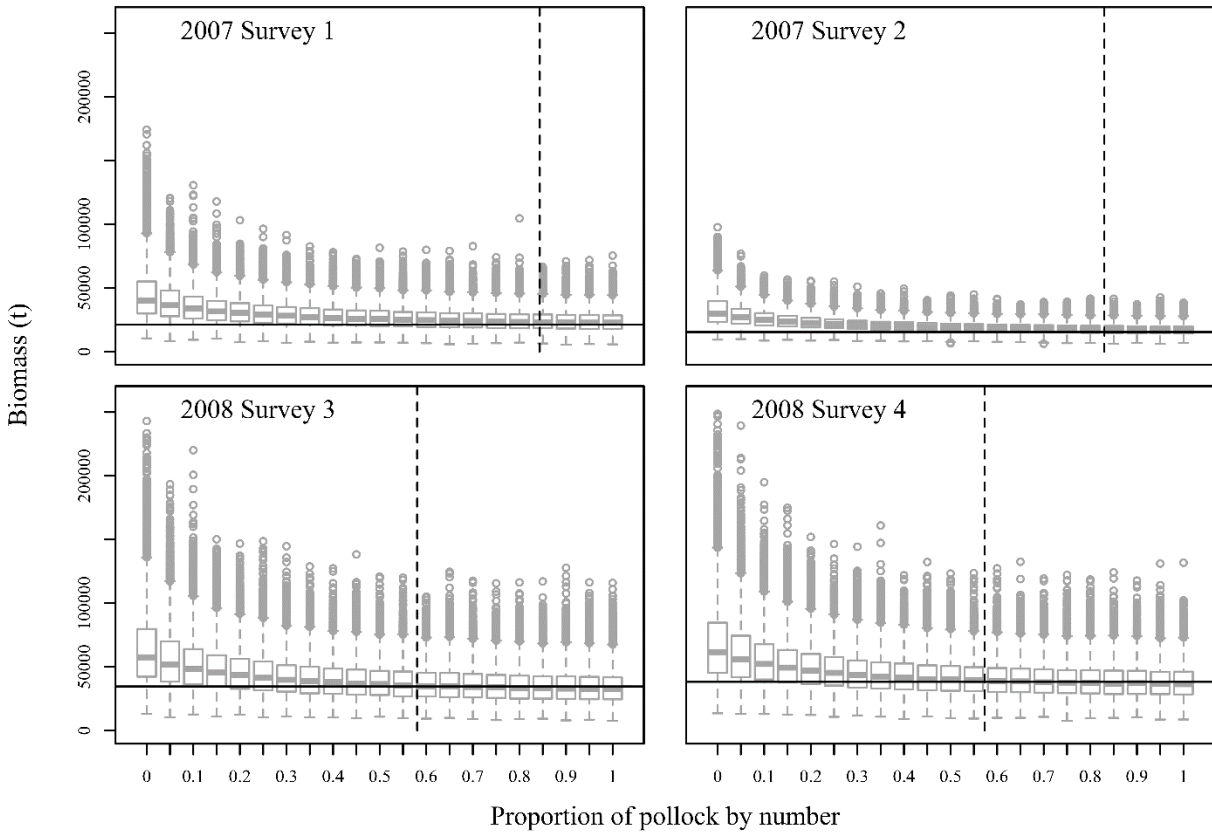 2007 Survey 1
2007 Survey 2
200000
100000
50000
0
Biomass (t)
2008 Survey 3
2008 Survey 4
200000
100000
50000
0
0 0.1 0.2 0.3 0.4 0.5 0.6 0.7 0.8 0.9 1
0 0.1 0.2 0.3 0.4 0.5 0.6 0.7 0.8 0.9 1
Proportion of pollock by number